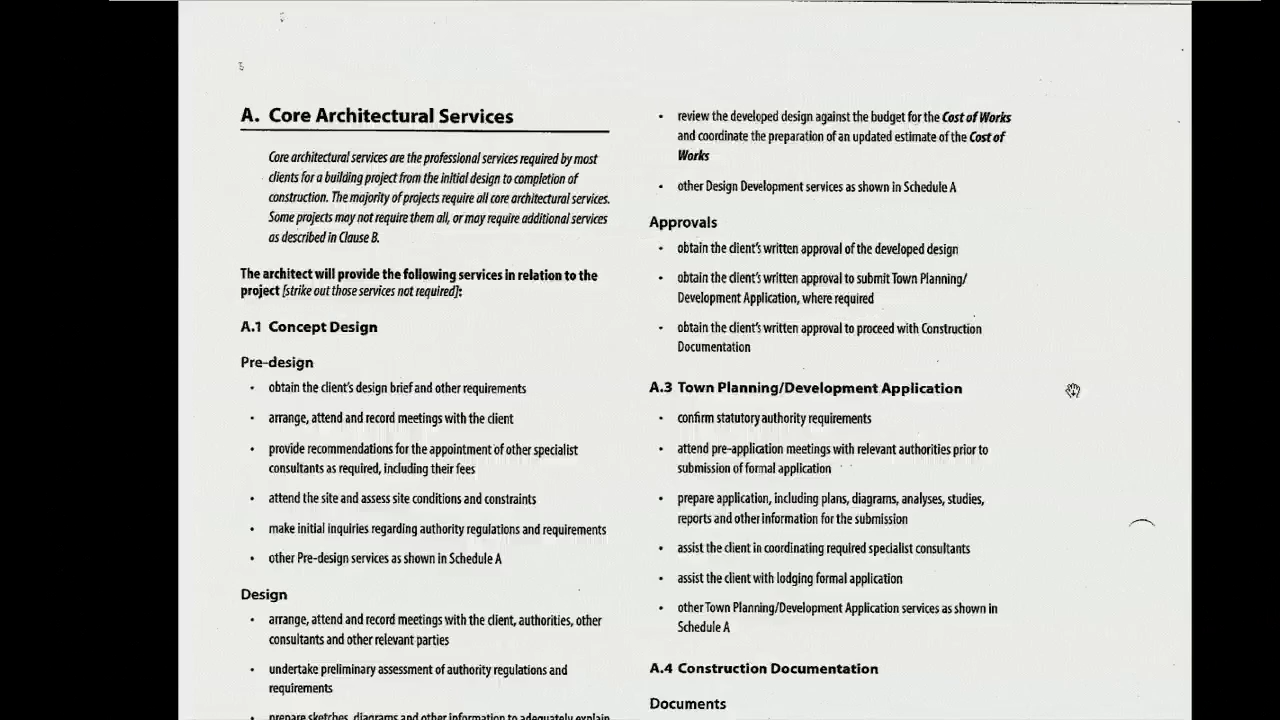 A. Core Architectural Services
Core architectural services are the professional services required by most
clients for a building project from the initial design to completion of
construction. The majority of projects require all core architectural services.
Some projects may not require them all, or may require additional services
as described in Clause B.
The architect will provide the following services in relation to the
project [strike out those services not required]:
A.1 Concept Design
Pre-design
• obtain the client's design brief and other requirements
• arrange, attend and record meetings with the client
• provide recommendations for the appointment of other specialist
consultants as required, including their fees
• attend the site and assess site conditions and constraints
• make initial inquiries regarding authority regulations and requirements
• other Pre-design services as shown in Schedule A
Design
• arrange, attend and record meetings with the client, authorities, other
consultants and other relevant parties
• undertake preliminary assessment of authority regulations and
requirements
• prepare sketches, diagrams and other information to adequately explain
• review the developed design against the budget for the Cost of Works
and coordinate the preparation of an updated estimate of the Cost of
Works
• other Design Development services as shown in Schedule A
Approvals
• obtain the client's written approval of the developed design
• obtain the client's written approval to submit Town Planning/
Development Application, where required
• obtain the client's written approval to proceed with Construction
Documentation
A.3 Town Planning/Development Application
• confirm statutory authority requirements
• attend pre-application meetings with relevant authorities prior to
submission of formal application
• prepare application, including plans, diagrams, analyses, studies,
reports and other information for the submission
• assist the client in coordinating required specialist consultants
• assist the client with lodging formal application
• other Town Planning/Development Application services as shown in
Schedule A
A.4 Construction Documentation
Documents